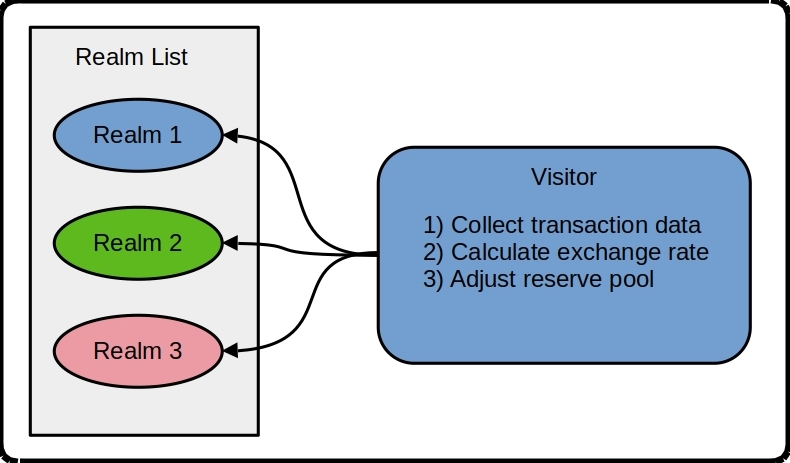 Realm List
Realm 1
Realm 2
Realm 3
Visitor
1) Collect transaction data
2) Calculate exchange rate
3) Adjust reserve pool